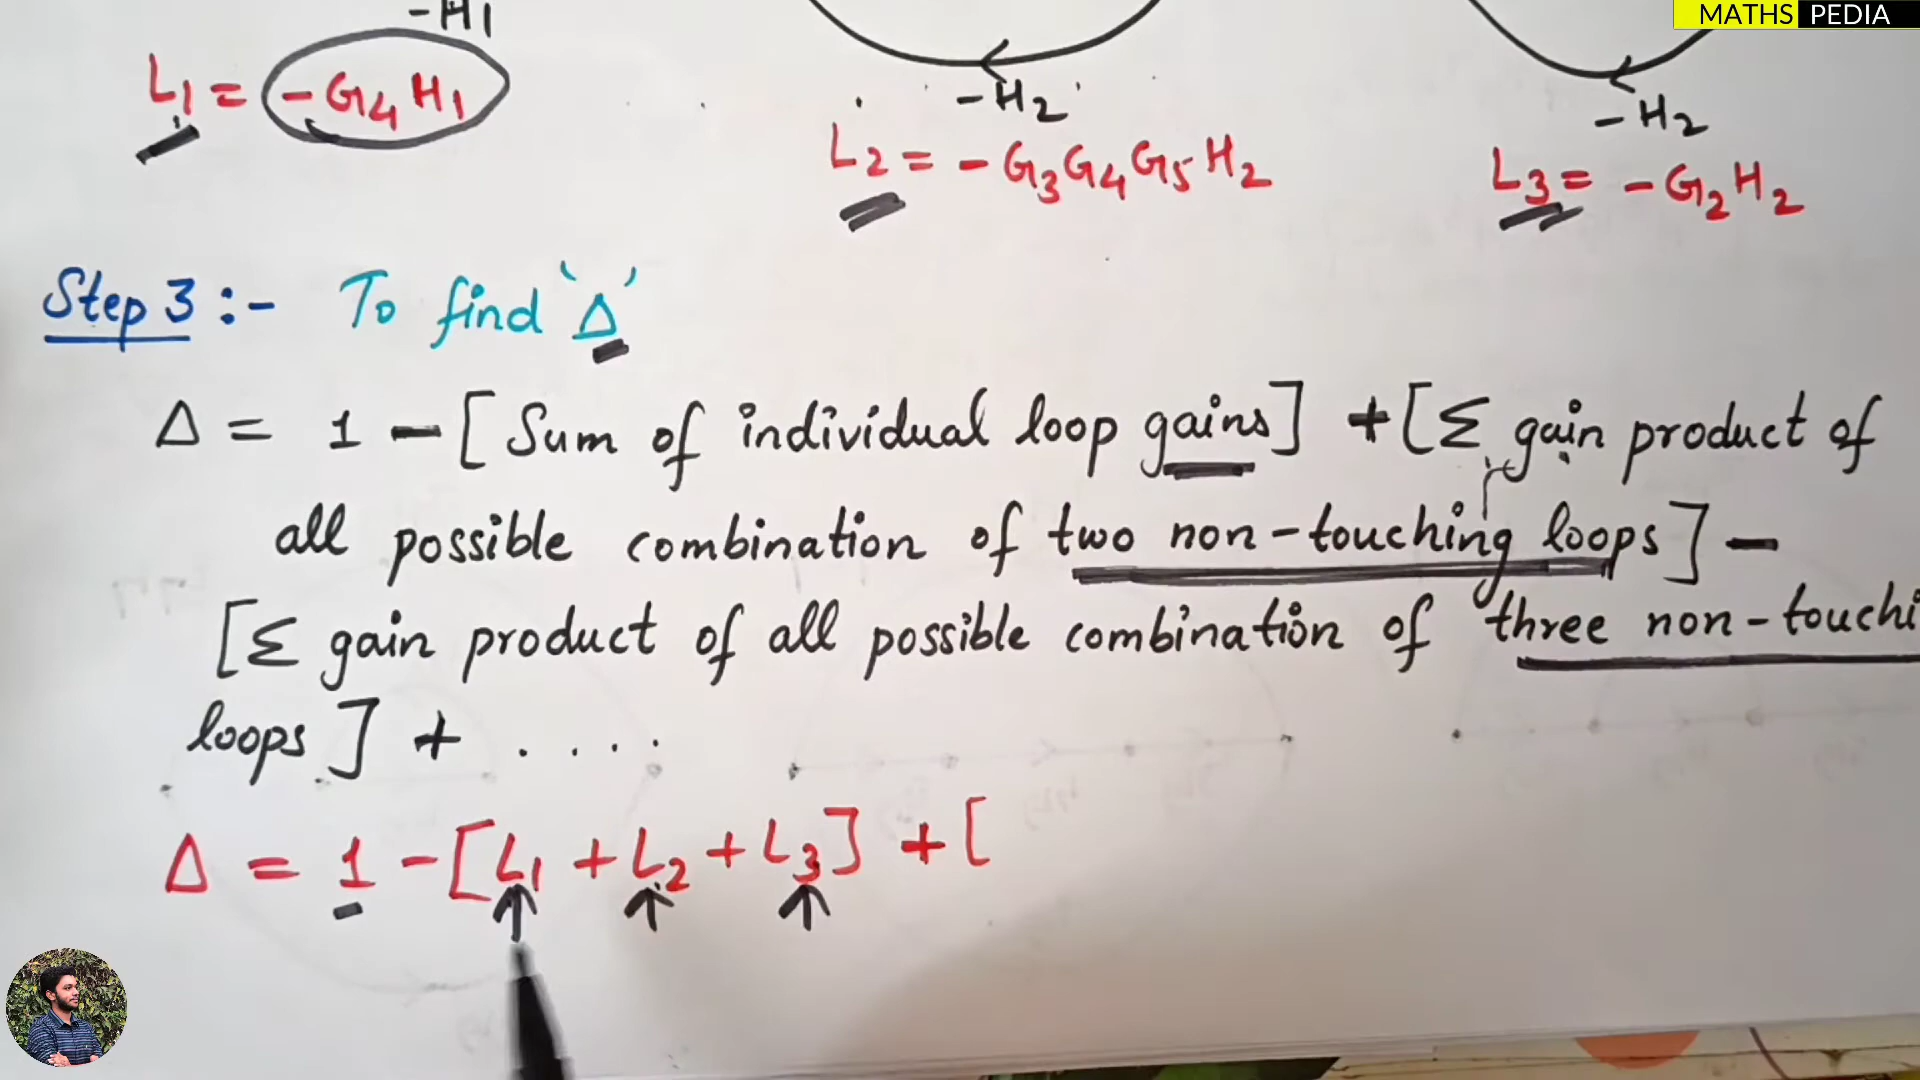 MATHS PEDIA
-H1
L1 = -G4 H1
-H2
L2 = -G3G4G5H2
-H2
L3 = -G2H2
Step 3 :- To find 'Δ'
Δ = 1 - [Sum of individual loop gains] + [Σ gain product of
all possible combination of two non-touching loops] -
[Σ gain product of all possible combination of three non-touchi
loops] + ....
Δ = 1 - [L1 + L2 + L3] + [